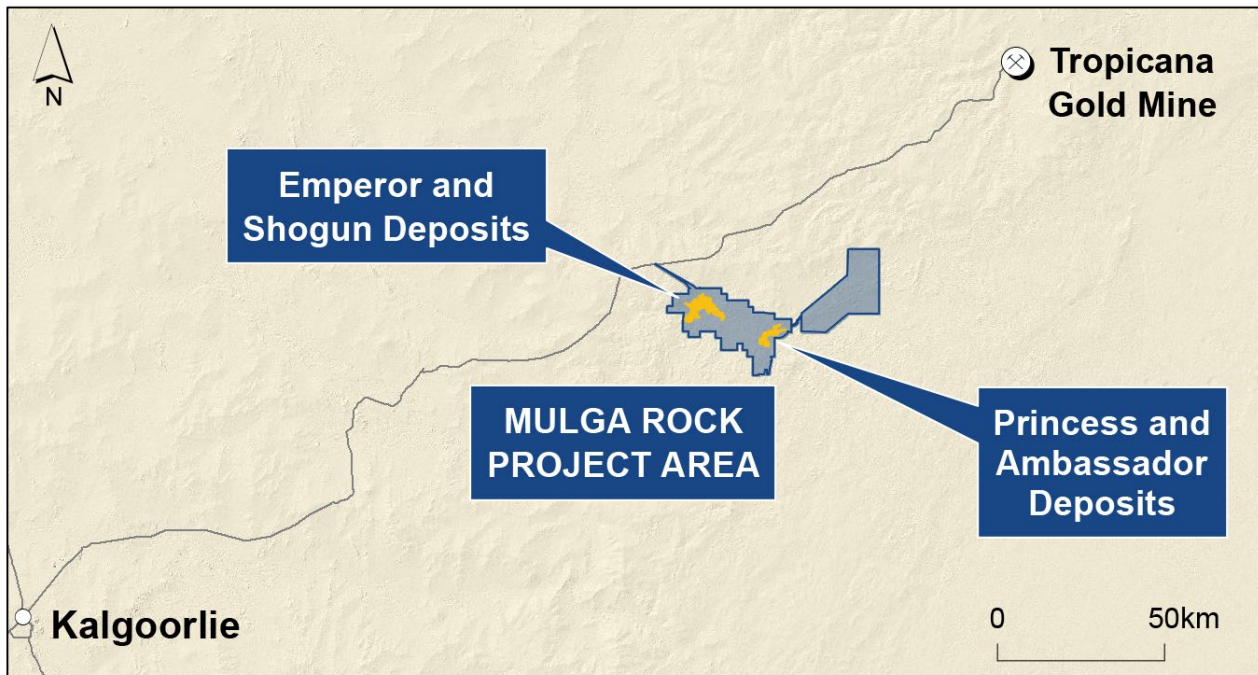 N
Tropicana
Gold Mine
Emperor and
Shogun Deposits
MULGA ROCK
PROJECT AREA
Princess and
Ambassador
Deposits
Kalgoorlie
0 50km